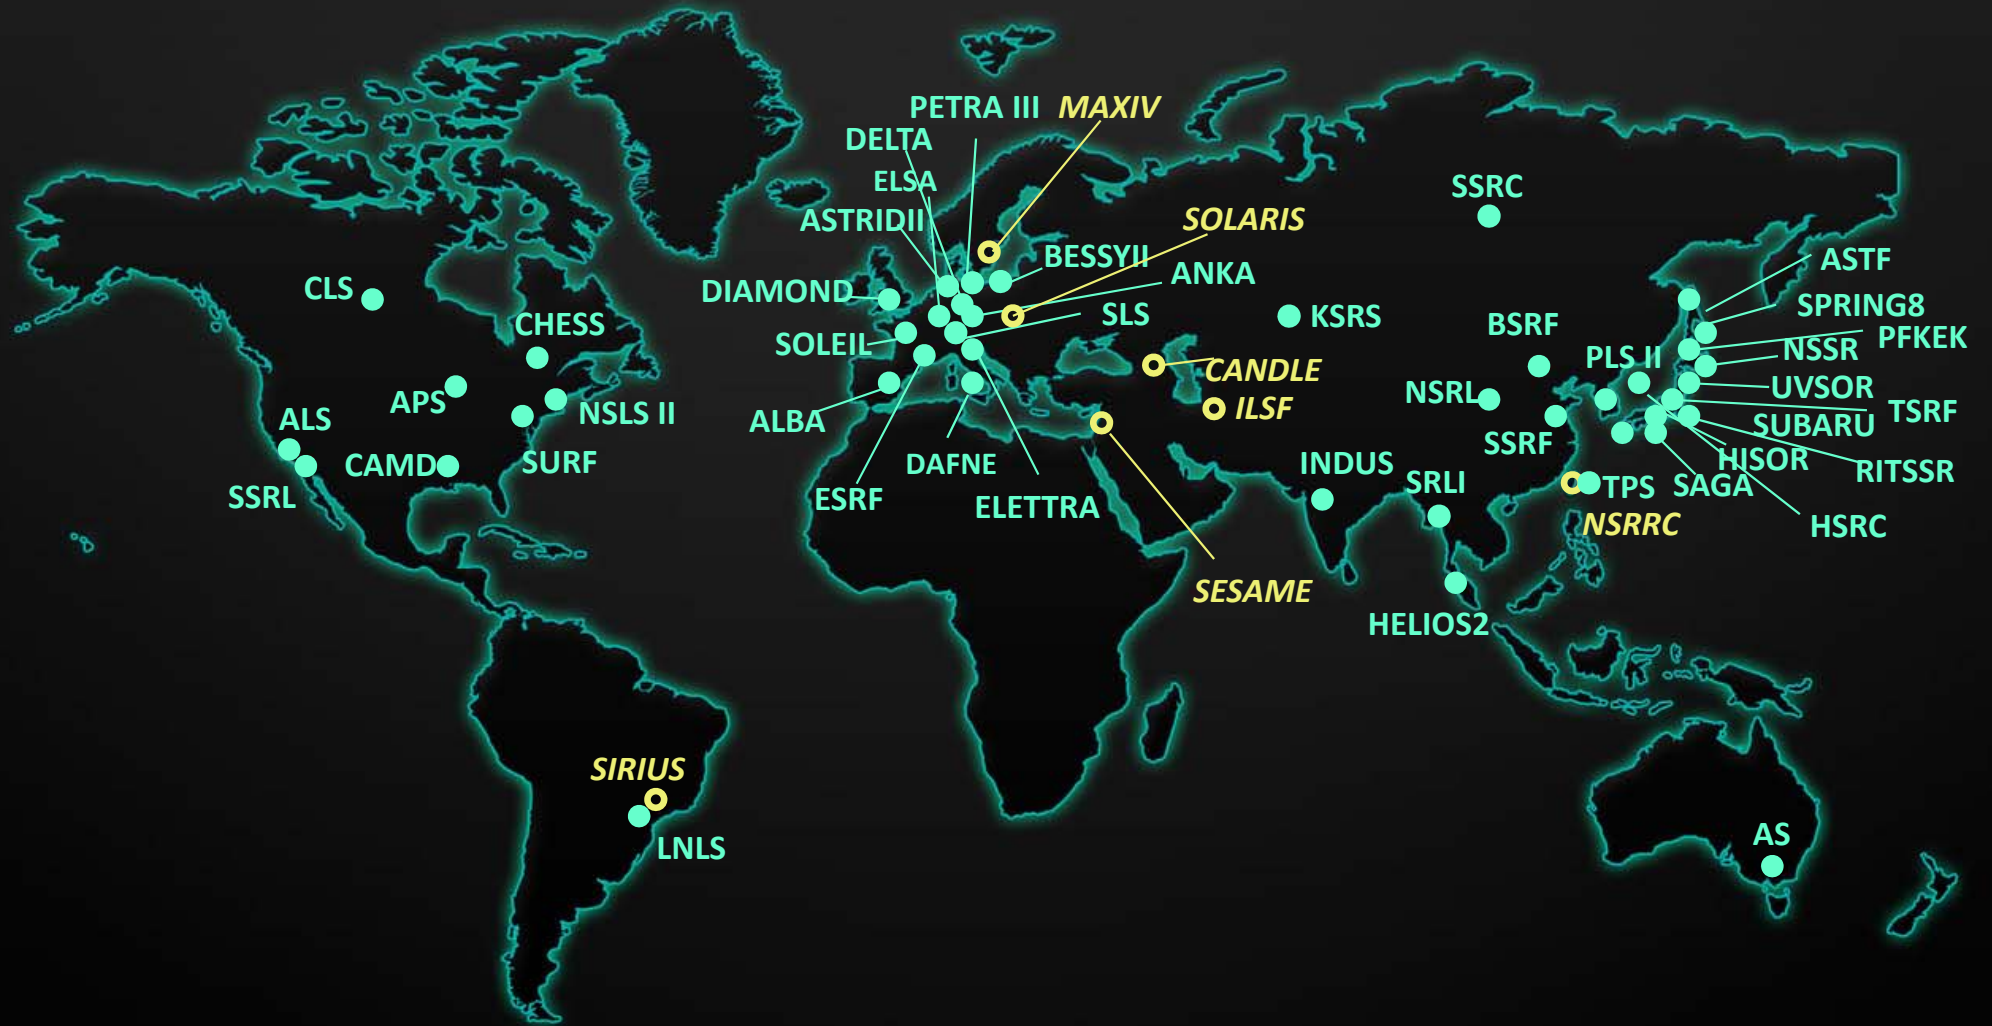 PETRA III
MAXIV
DELTA
ELSA
SSRC
ASTRIDII
SOLARIS
BESSYII
ASTF
ANKA
CLS
DIAMOND
SPRING8
SLS
KSRS
CHESS
BSRF
PFKEK
SOLEIL
NSSR
PLS II
CANDLE
UVSOR
NSRL
APS
ILSF
TSRF
NSLS II
ALS
ALBA
SUBARU
SSRF
SURF
HISOR
CAMD
DAFNE
INDUS
RITSSR
SRLI
TPS
SAGA
SSRL
ESRF
ELETTRA
NSRRC
HSRC
SESAME
HELIOS2
SIRIUS
AS
LNLS